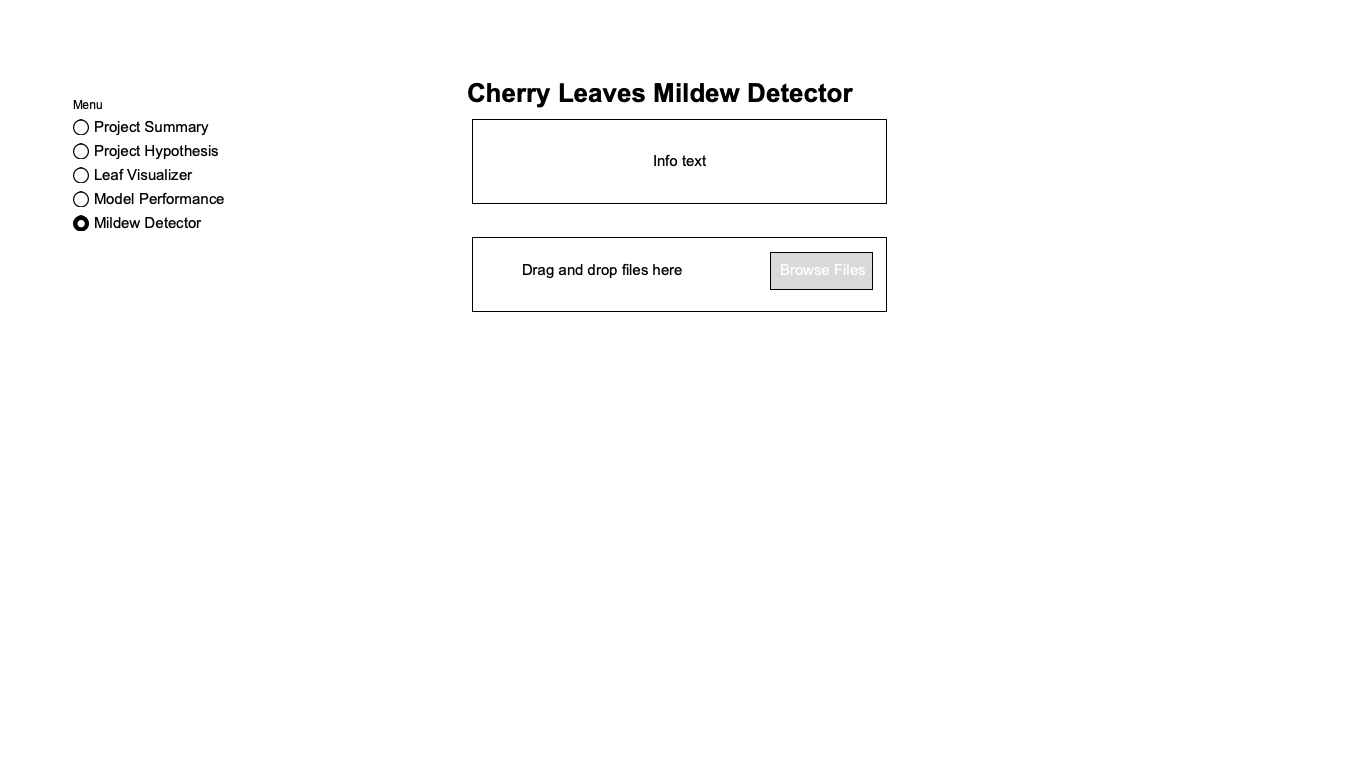 Menu
Project Summary
Project Hypothesis
Leaf Visualizer
Model Performance
Mildew Detector
Cherry Leaves Mildew Detector
Info text
Drag and drop files here
Browse Files